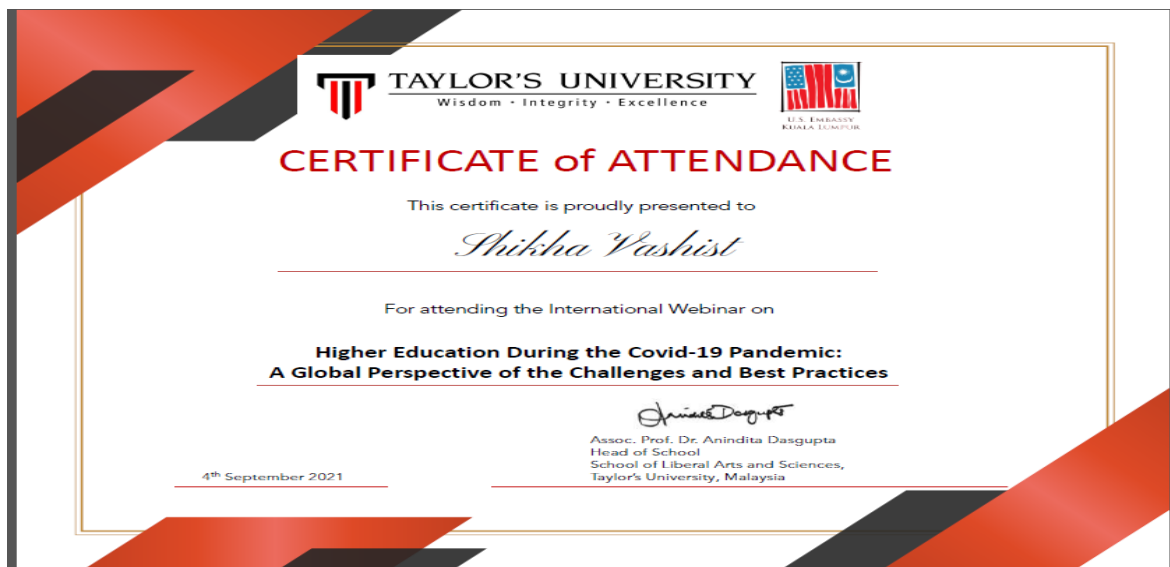 TAYLOR'S UNIVERSITY
Wisdom · Integrity · Excellence
U.S. EMBASSY
KUALA LUMPUR
CERTIFICATE of ATTENDANCE
This certificate is proudly presented to
Shikha Vashist
For attending the International Webinar on
Higher Education During the Covid-19 Pandemic:
A Global Perspective of the Challenges and Best Practices
Anindita Dasgupta
Assoc. Prof. Dr. Anindita Dasgupta
Head of School
School of Liberal Arts and Sciences,
Taylor's University, Malaysia
4th September 2021